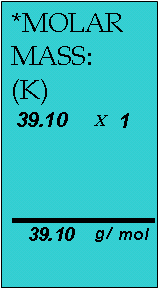 *MOLAR
MASS:
(K)
39.10 X 1
39.10 g/mol